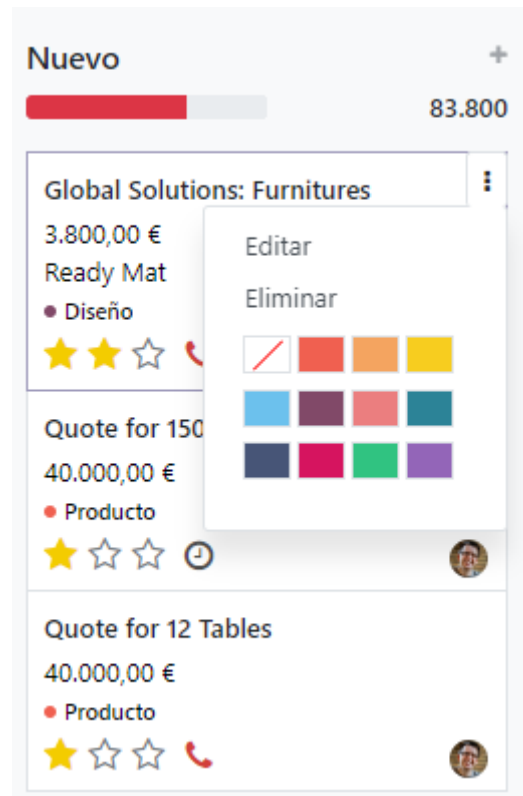 Nuevo
83.800
Global Solutions: Furnitures
3.800,00 €
Ready Mat
Diseño
Editar
Eliminar
Quote for 150
40.000,00 €
Producto
Quote for 12 Tables
40.000,00 €
Producto